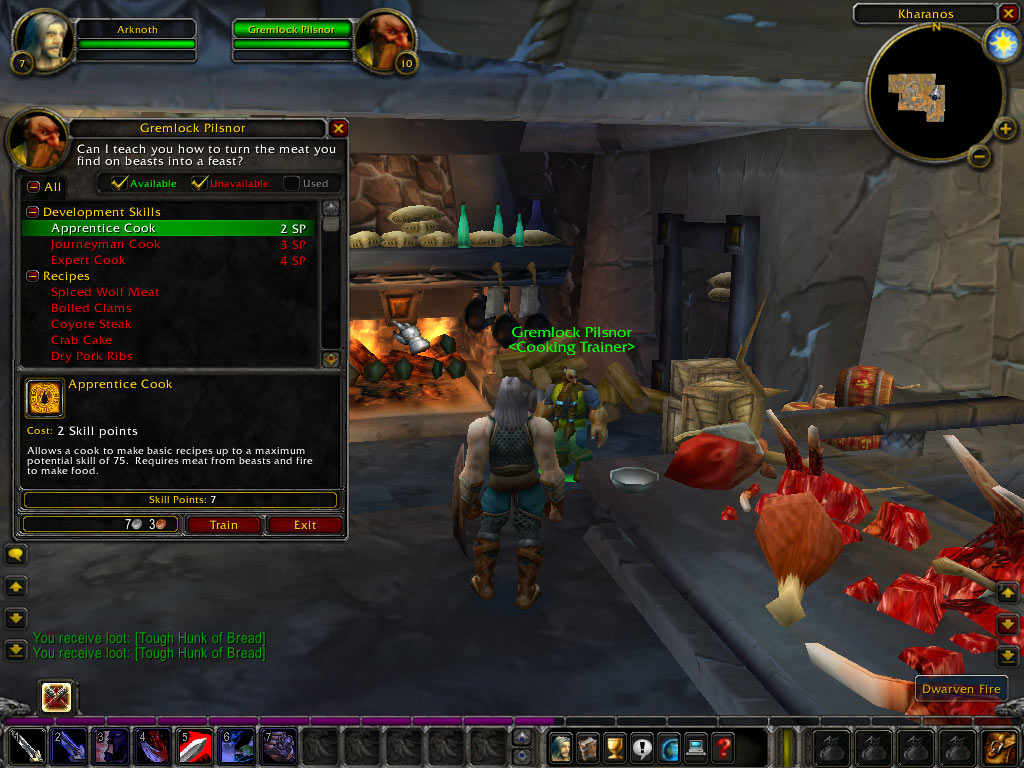 Arknoth
7
Gremlock Pilsnor
10
Kharanos
N
Gremlock Pilsnor
Can I teach you how to turn the meat you
find on beasts into a feast?
All
Available
Unavailable
Used
Development Skills
Apprentice Cook 2 SP
Journeyman Cook 3 SP
Expert Cook 4 SP
Recipes
Spiced Wolf Meat
Boiled Clams
Coyote Steak
Crab Cake
Dry Pork Ribs
Apprentice Cook
Cost: 2 Skill points
Allows a cook to make basic recipes up to a maximum
potential skill of 75. Requires meat from beasts and fire
to make food.
Skill Points: 7
7 3
Train
Exit
Gremlock Pilsnor
<Cooking Trainer>
You receive loot: [Tough Hunk of Bread]
You receive loot: [Tough Hunk of Bread]
Dwarven Fire
1 2 3 4 5 6 7